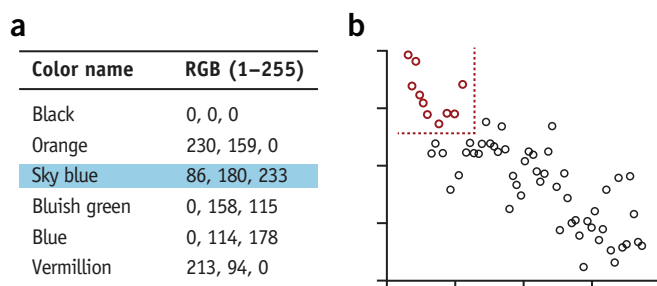 a
Color name RGB (1–255)
Black 0, 0, 0
Orange 230, 159, 0
Sky blue 86, 180, 233
Bluish green 0, 158, 115
Blue 0, 114, 178
Vermillion 213, 94, 0
b